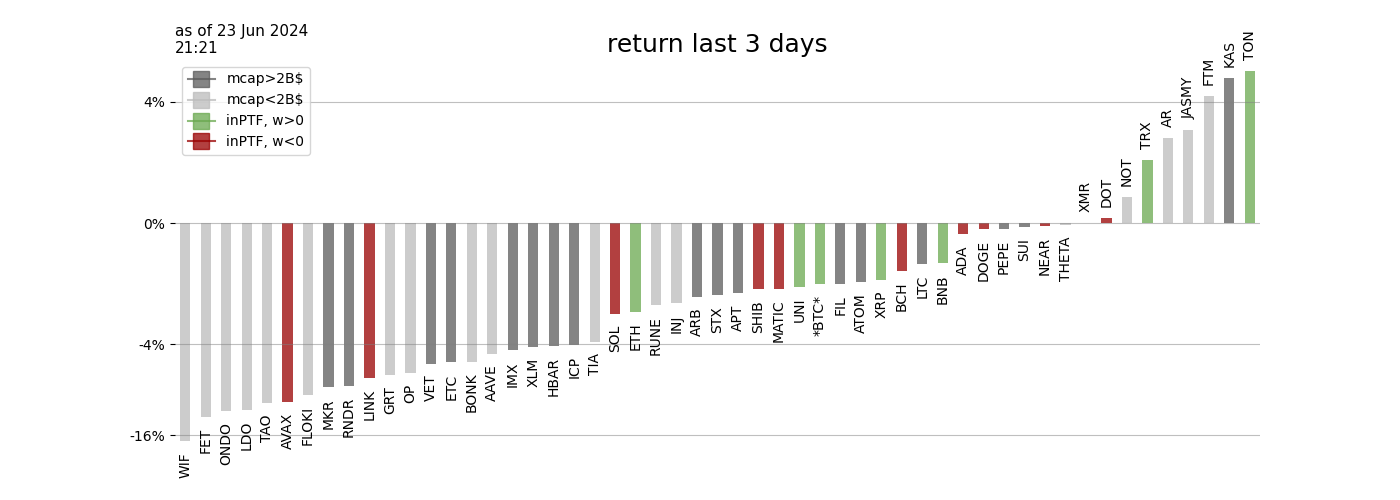 as of 23 Jun 2024
21:21
return last 3 days
mcap>2B$
mcap<2B$
inPTF, w>0
inPTF, w<0
4%
0%
-4%
-16%
WIF
FET
ONDO
LDO
TAO
AVAX
FLOKI
MKR
RNDR
LINK
GRT
OP
VET
ETC
BONK
AAVE
IMX
XLM
HBAR
ICP
TIA
SOL
ETH
RUNE
INJ
ARB
STX
APT
SHIB
MATIC
UNI
*BTC*
FIL
ATOM
XRP
BCH
LTC
BNB
ADA
DOGE
PEPE
SUI
NEAR
THETA
XMR
DOT
NOT
TRX
AR
JASMY
FTM
KAS
TON